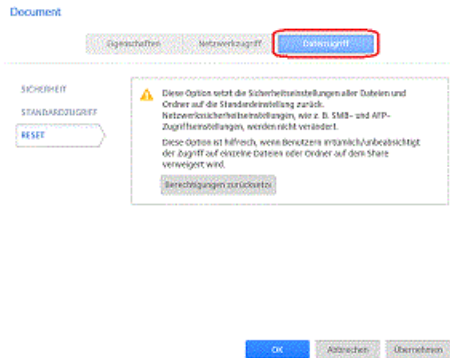 Document
Eigenschaften Netzwerkzugriff Dateizugriff
SICHERHEIT
STANDARDZUGRIFF
RESET
Diese Option setzt die Sicherheitseinstellungen aller Dateien und
Ordner auf die Standardeinstellung zurück.
Netzwerkssicherheitseinstellungen, wie z. B. SMB- und AFP-
Zugriffseinstellungen, werden nicht verändert.
Diese Option ist hilfreich, wenn Benutzern irrtümlich/unbeabsichtigt
der Zugriff auf einzelne Dateien oder Ordner auf dem Share
verweigert wird.
Berechtigungen zurücksetze
OK Abbrechen Übernehmen